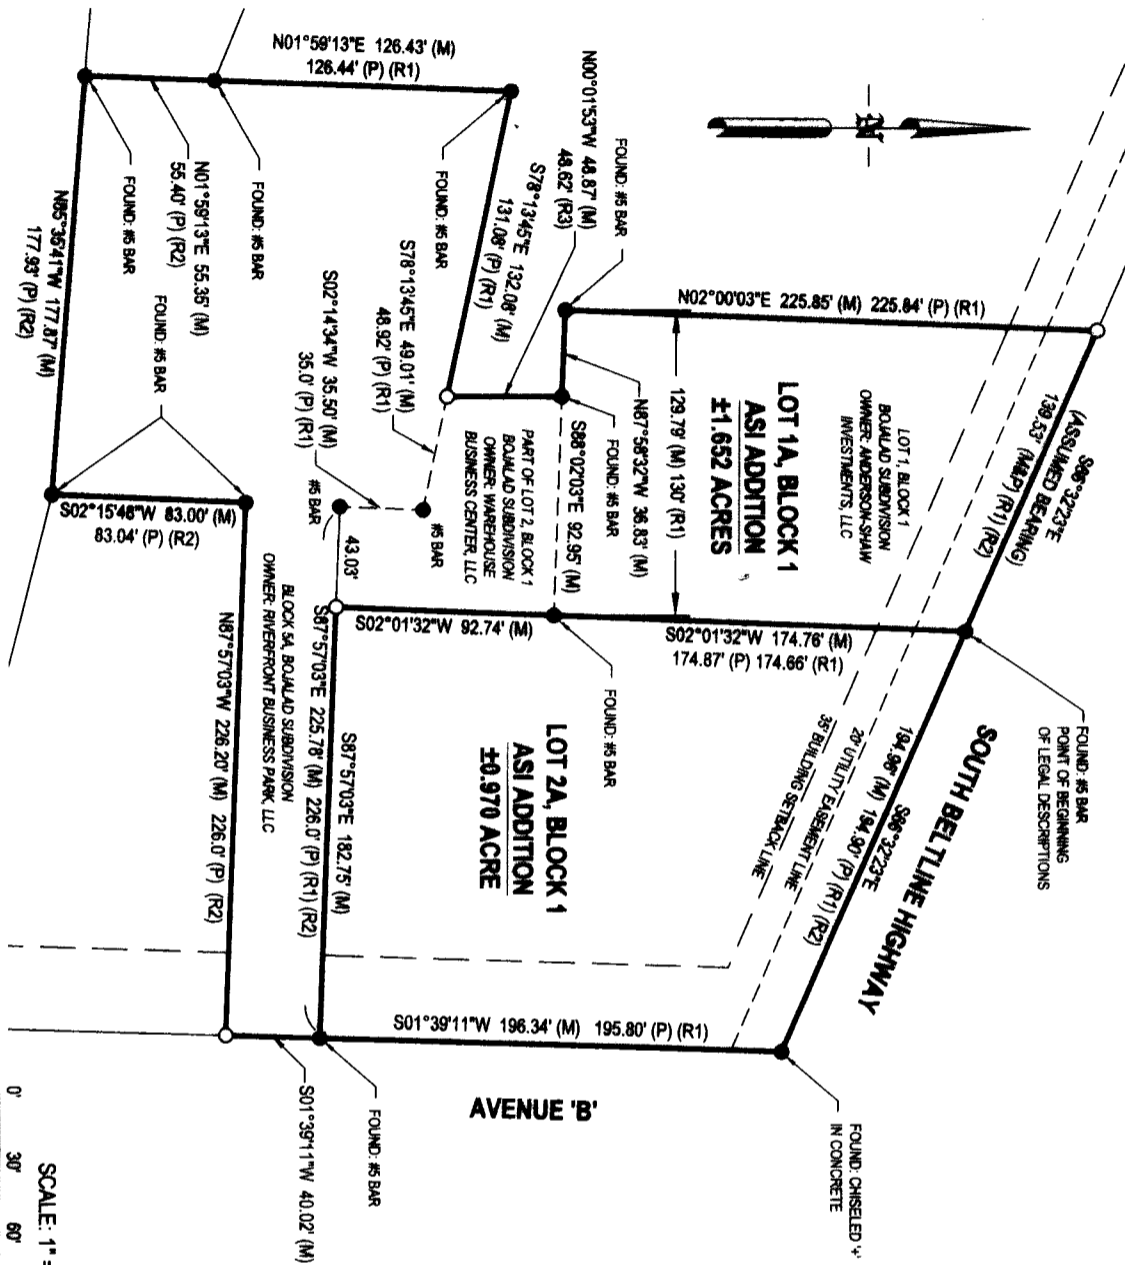 N01°59'13"E 126.43' (M)
126.44' (P) (R1)
N00°01'53"W 48.87' (M)
48.62' (R3)
FOUND: #5 BAR
N
S78°13'45"E 132.08' (M)
131.08' (P) (R1)
FOUND: #5 BAR
FOUND: #5 BAR
N01°59'13"E 55.35' (M)
55.40' (P) (R2)
FOUND: #5 BAR
N85°35'41"W 177.87' (M)
177.93' (P) (R2)
FOUND: #5 BAR
S78°13'45"E 49.01' (M)
48.92' (P) (R1)
S02°14'34"W 35.50' (M)
35.0' (P) (R1)
#5 BAR
#5 BAR
43.03'
S02°15'46"W 83.00' (M)
83.04' (P) (R2)
N02°00'03"E 225.85' (M) 225.84' (P) (R1)
129.79' (M) 130' (R1)
N87°58'32"W 36.83' (M)
FOUND: #5 BAR
S88°02'03"E 92.95' (M)
LOT 1A, BLOCK 1
ASI ADDITION
±1.652 ACRES
LOT 1, BLOCK 1
BOJALAD SUBDIVISION
OWNER: ANDERSON-SHAW
INVESTMENTS, LLC
S66°32'23"E
(ASSUMED BEARING)
139.53' (M&P) (R1) (R2)
PART OF LOT 2, BLOCK 1
BOJALAD SUBDIVISION
OWNER: WAREHOUSE
BUSINESS CENTER, LLC
S02°01'32"W 92.74' (M)
S02°01'32"W 174.76' (M)
174.87' (P) 174.66' (R1)
FOUND: #5 BAR
FOUND: #5 BAR
POINT OF BEGINNING
OF LEGAL DESCRIPTIONS
SOUTH BELTLINE HIGHWAY
S66°32'23"E
194.96' (M) 194.90' (P) (R1) (R2)
20' UTILITY EASEMENT LINE
35' BUILDING SETBACK LINE
LOT 2A, BLOCK 1
ASI ADDITION
±0.970 ACRE
S87°57'03"E 182.75' (M)
S87°57'03"E 225.78' (M) 226.0' (P) (R1) (R2)
BLOCK 5A, BOJALAD SUBDIVISION
OWNER: RIVERFRONT BUSINESS PARK, LLC
N87°57'03"W 226.20' (M) 226.0' (P) (R2)
S01°39'11"W 196.34' (M) 195.80' (P) (R1)
S01°39'11"W 40.02' (M)
FOUND: #5 BAR
AVENUE 'B'
FOUND: CHISELED '+'
IN CONCRETE
SCALE: 1" =
0' 30' 60'